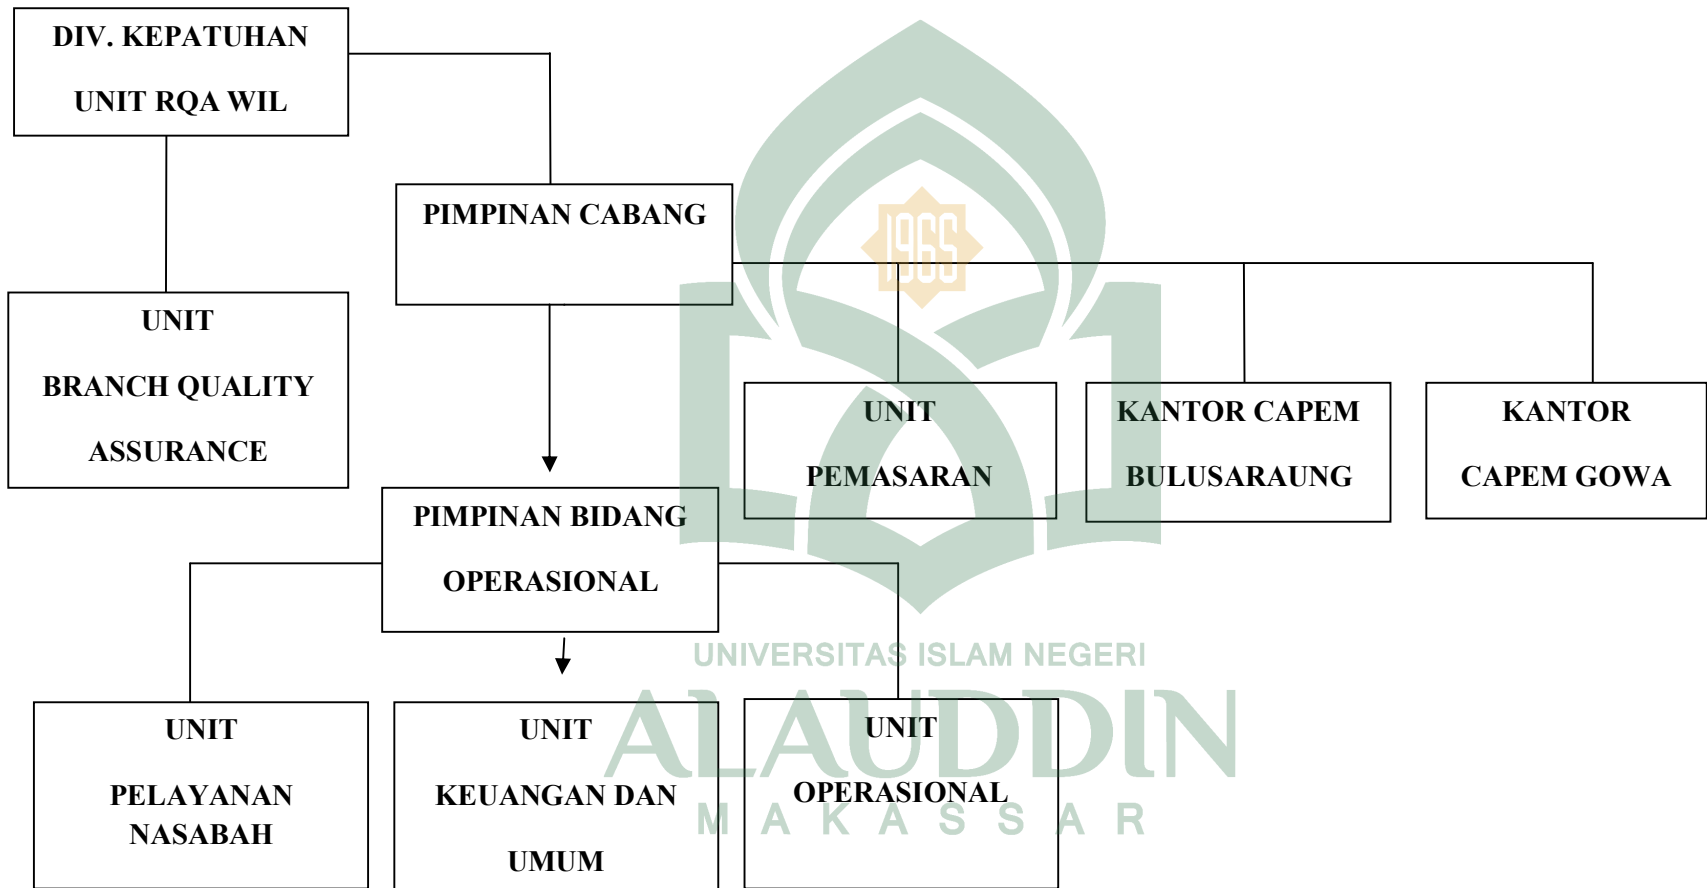 DIV. KEPATUHAN
UNIT RQA WIL
PIMPINAN CABANG
1965
UNIT
BRANCH QUALITY
ASSURANCE
UNIT
PEMASARAN
KANTOR CAPEM
BULUSARAUNG
KANTOR
CAPEM GOWA
PIMPINAN BIDANG
OPERASIONAL
UNIVERSITAS ISLAM NEGERI
ALAUDDIN
MAKASSAR
UNIT
PELAYANAN
NASABAH
UNIT
KEUANGAN DAN
UMUM
UNIT
OPERASIONAL